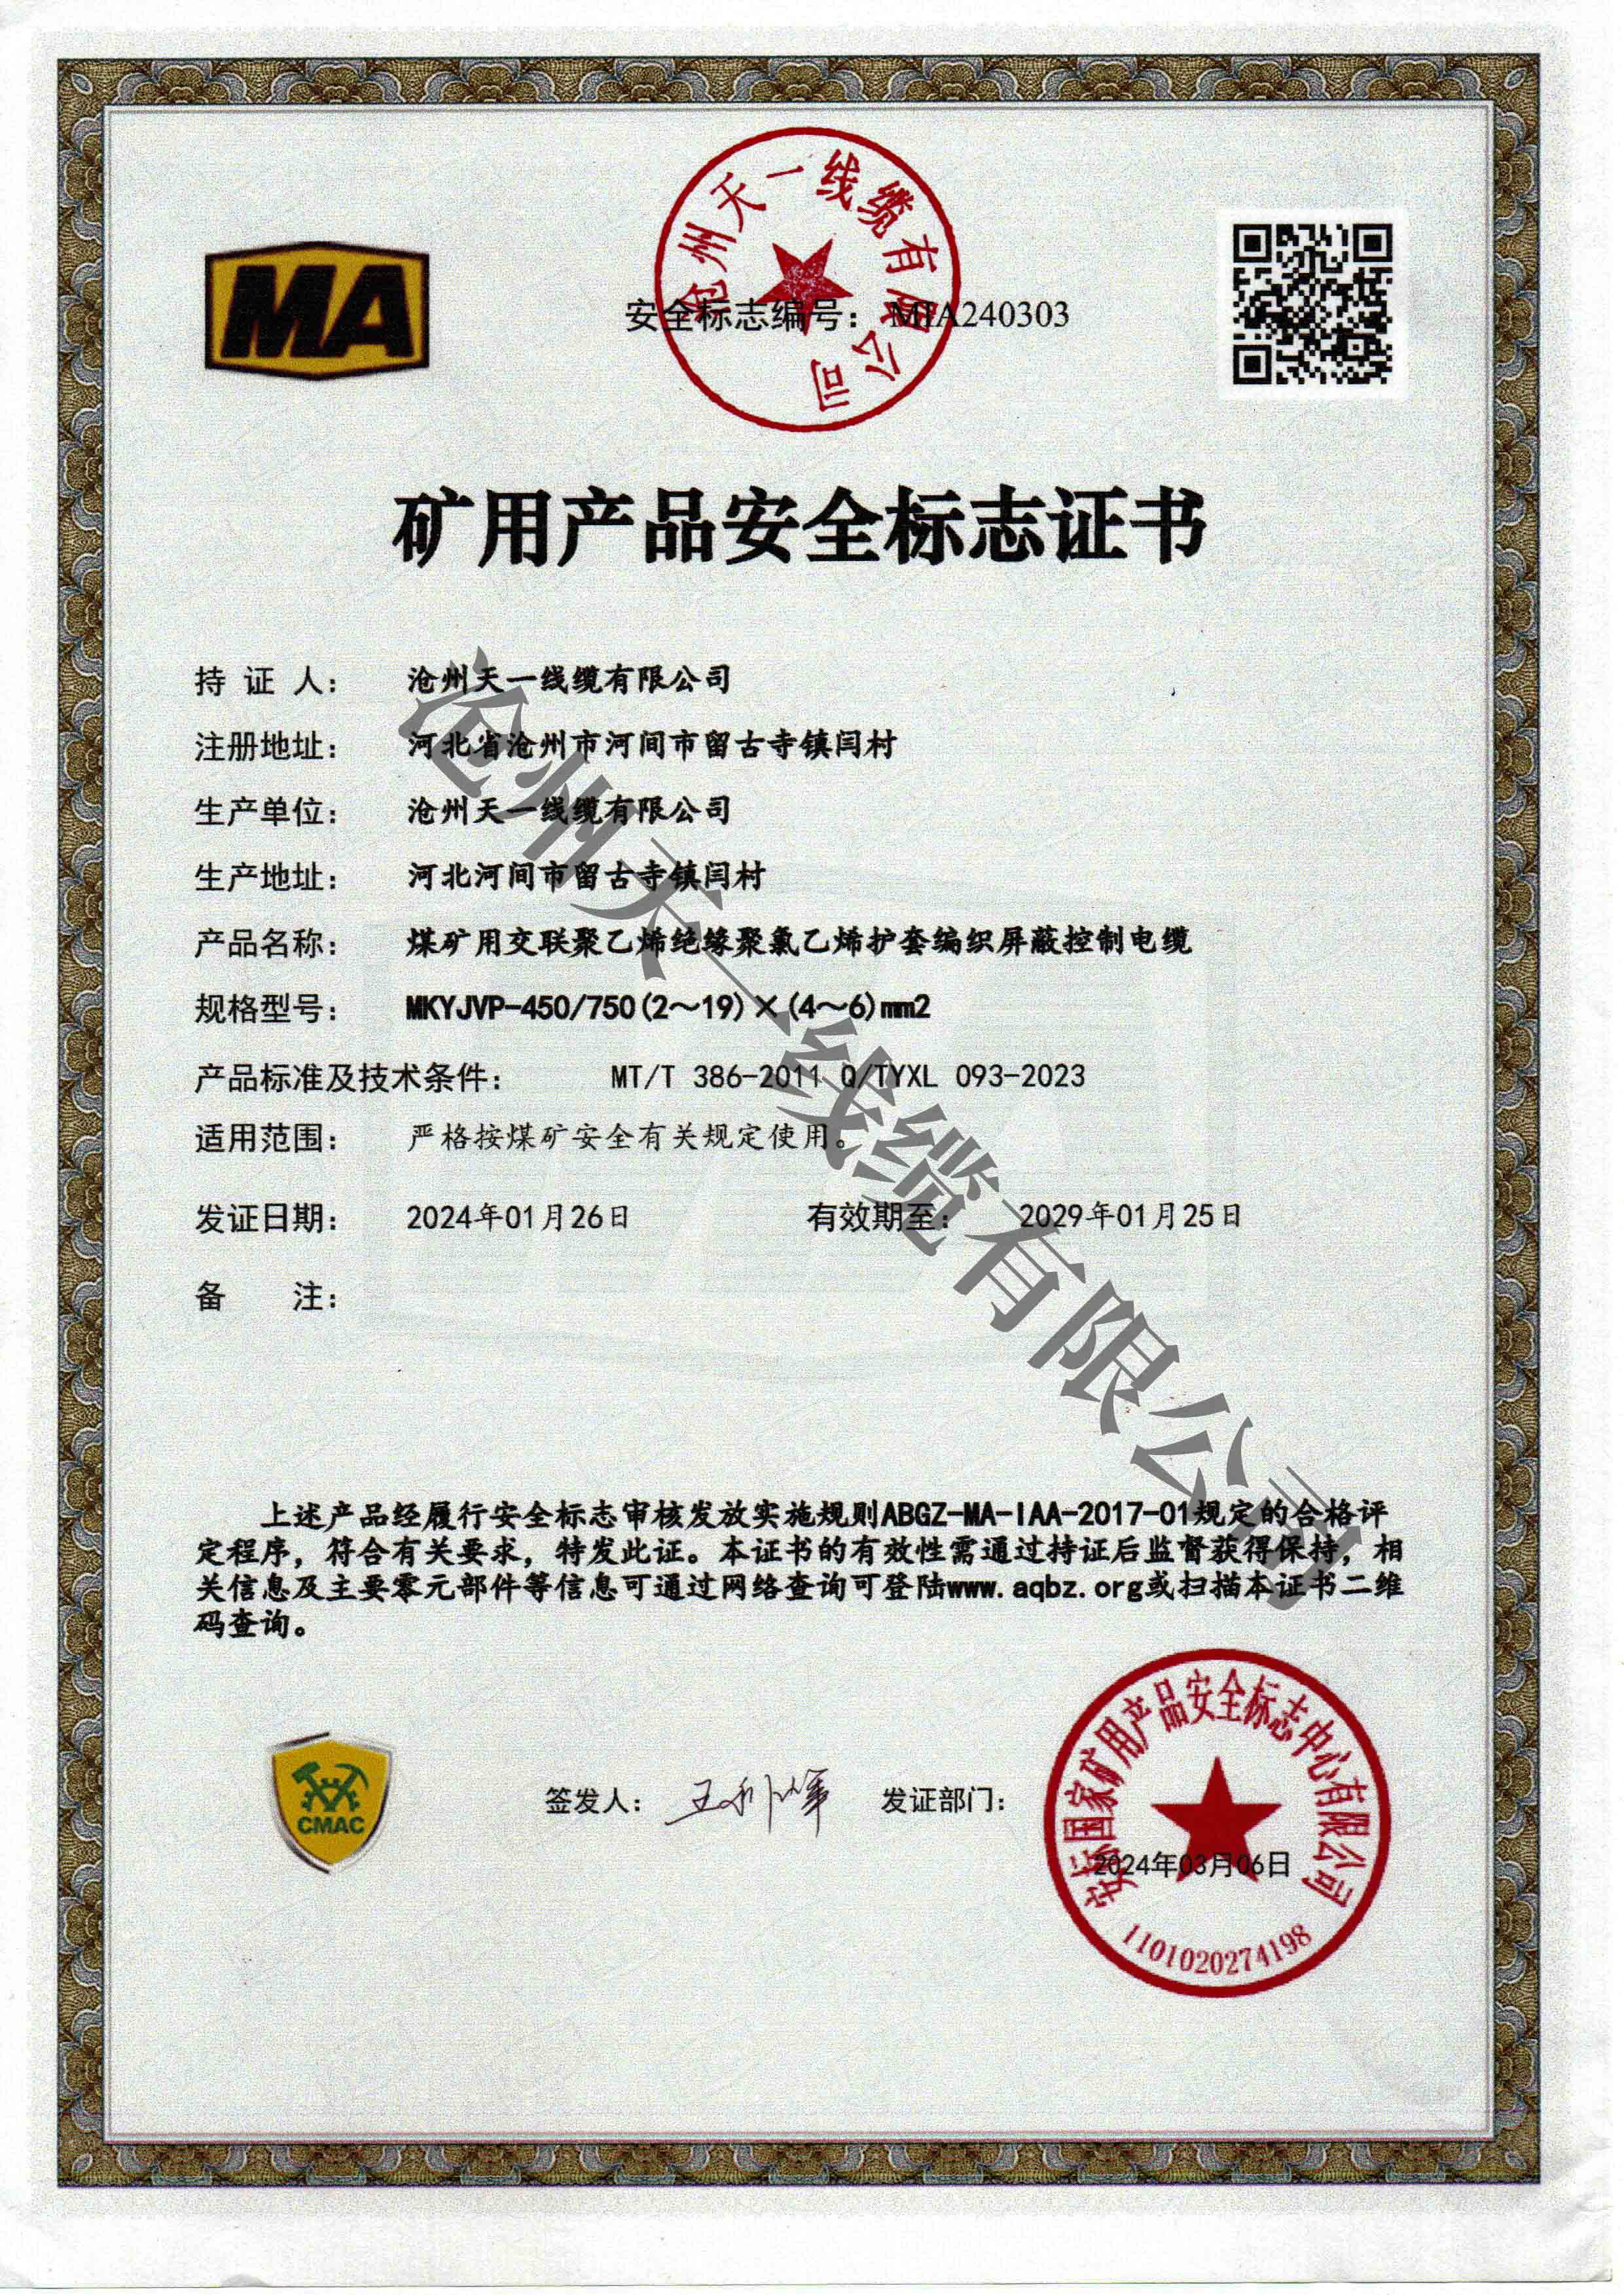 沧州天一线缆有限公司
MA
安全标志编号： MIA240303
矿用产品安全标志证书
持 证 人： 沧州天一线缆有限公司
注册地址： 河北省沧州市河间市留古寺镇闫村
生产单位： 沧州天一线缆有限公司
生产地址： 河北河间市留古寺镇闫村
产品名称： 煤矿用交联聚乙烯绝缘聚氯乙烯护套编织屏蔽控制电缆
规格型号： MKYJVP-450/750(2～19)×(4～6)mm2
产品标准及技术条件： MT/T 386-2011 Q/TYXL 093-2023
适用范围： 严格按煤矿安全有关规定使用。
发证日期： 2024年01月26日 有效期至： 2029年01月25日
备 注：
沧州天一线缆有限公司
上述产品经履行安全标志审核发放实施规则ABGZ-MA-IAA-2017-01规定的合格评
定程序，符合有关要求，特发此证。本证书的有效性需通过持证后监督获得保持，相
关信息及主要零元部件等信息可通过网络查询可登陆www.aqbz.org或扫描本证书二维
码查询。
CMAC
签发人： 发证部门：
安标国家矿用产品安全标志中心有限公司
2024年03月06日
1101020274198